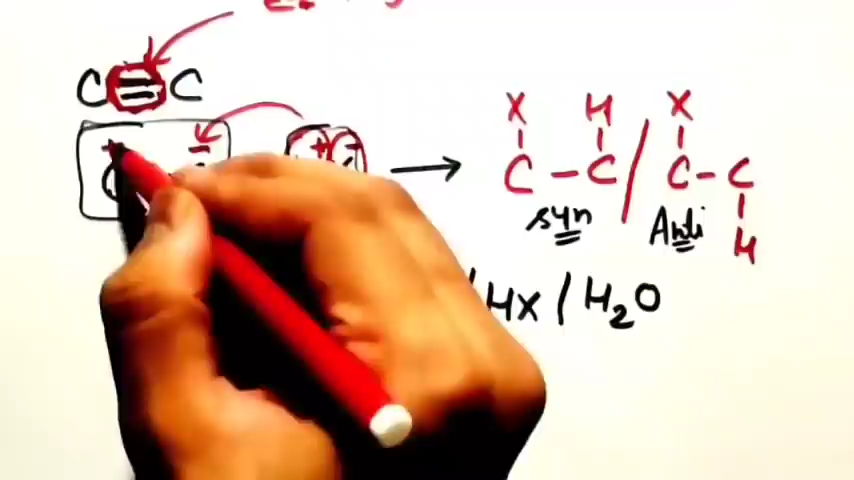 C≡C
X H X
+ − + −
C – C / C – C
syn Anti H
/ HX / H₂O